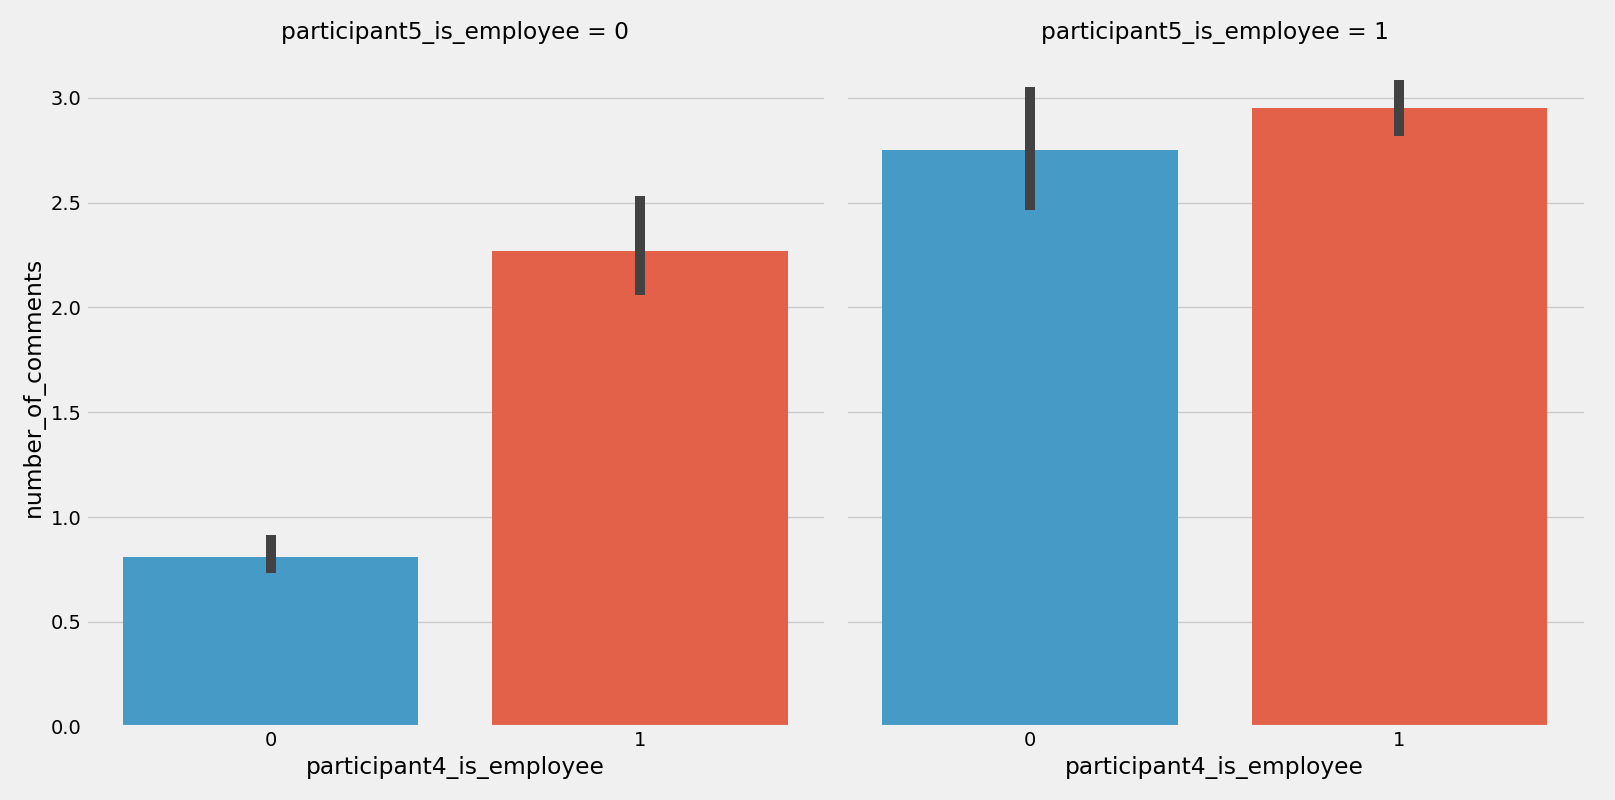 participant5_is_employee = 0
participant5_is_employee = 1
number_of_comments
3.0
2.5
2.0
1.5
1.0
0.5
0.0
0
1
0
1
participant4_is_employee
participant4_is_employee